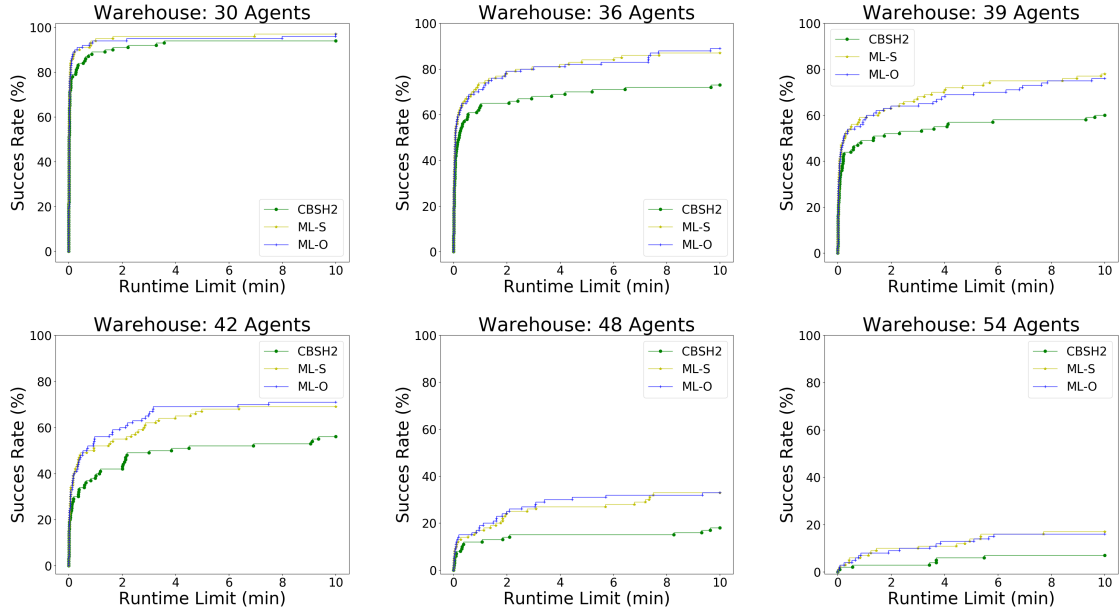 Warehouse: 30 Agents
Succes Rate (%)
100
80
60
40
20
0
CBSH2
ML-S
ML-O
0 2 4 6 8 10
Runtime Limit (min)
Warehouse: 36 Agents
Succes Rate (%)
100
80
60
40
20
0
CBSH2
ML-S
ML-O
0 2 4 6 8 10
Runtime Limit (min)
Warehouse: 39 Agents
Succes Rate (%)
100
80
60
40
20
0
CBSH2
ML-S
ML-O
0 2 4 6 8 10
Runtime Limit (min)
Warehouse: 42 Agents
Succes Rate (%)
100
80
60
40
20
0
CBSH2
ML-S
ML-O
0 2 4 6 8 10
Runtime Limit (min)
Warehouse: 48 Agents
Succes Rate (%)
100
80
60
40
20
0
CBSH2
ML-S
ML-O
0 2 4 6 8 10
Runtime Limit (min)
Warehouse: 54 Agents
Succes Rate (%)
100
80
60
40
20
0
CBSH2
ML-S
ML-O
0 2 4 6 8 10
Runtime Limit (min)